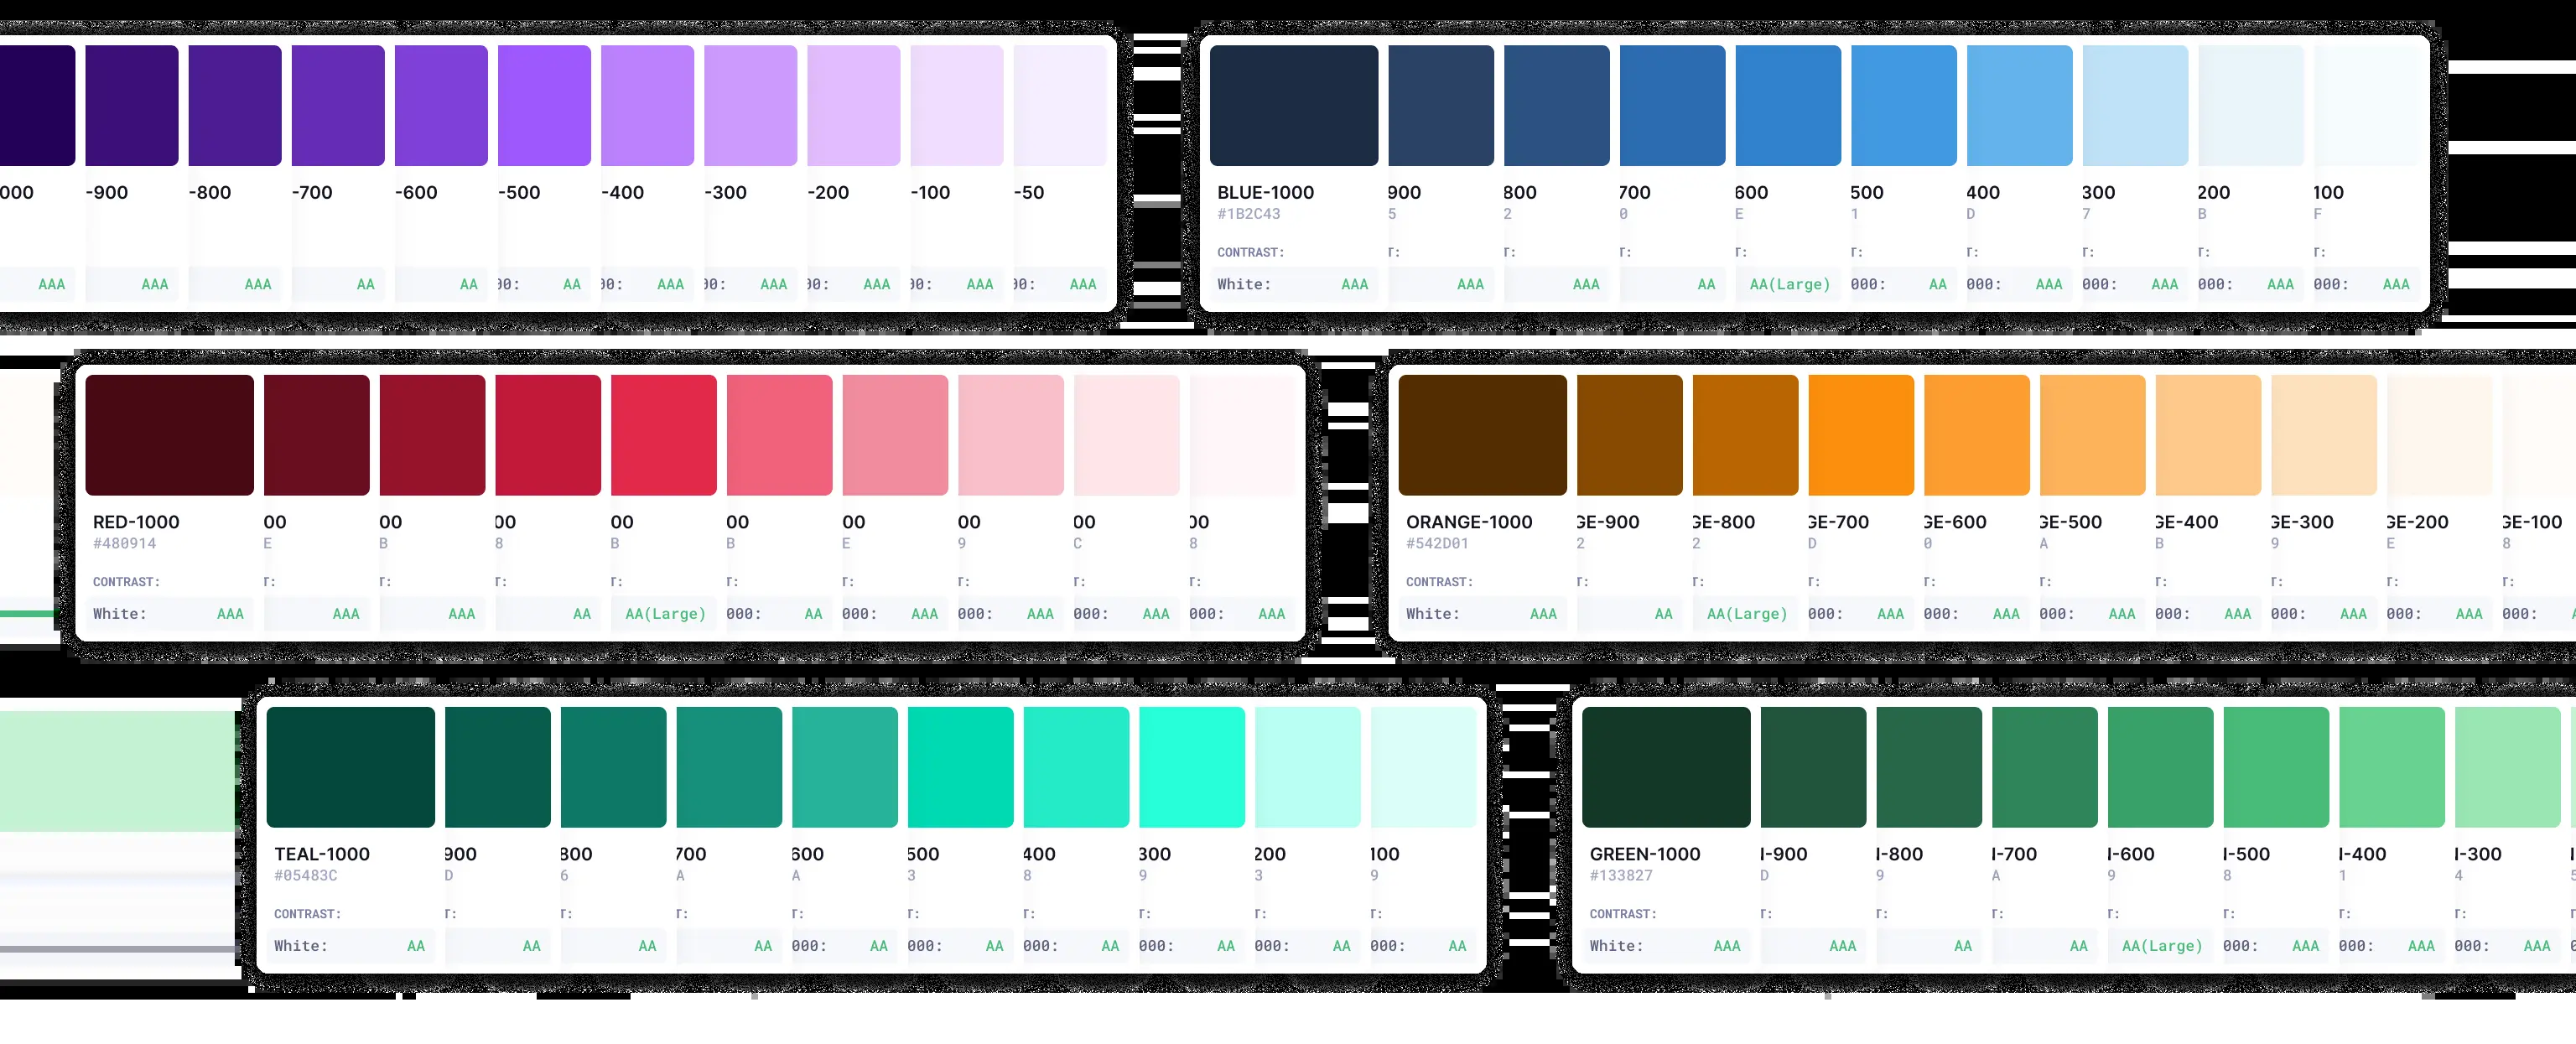 000 -900 -800 -700 -600 -500 -400 -300 -200 -100 -50
AAA AAA AAA AA AA 00: AA 00: AAA 00: AAA 00: AAA 00: AAA 00: AAA
BLUE-1000 900 800 700 600 500 400 300 200 100
#1B2C43 5 2 0 E 1 D 7 B F
CONTRAST: T: T: T: T: T: T: T: T: T:
White: AAA AAA AAA AA AA(Large) 000: AA 000: AAA 000: AAA 000: AAA 000: AAA
RED-1000 00 00 00 00 00 00 00 00 00
#480914 E B 8 B B E 9 C 8
CONTRAST: T: T: T: T: T: T: T: T: T:
White: AAA AAA AAA AA AA(Large) 000: AA 000: AAA 000: AAA 000: AAA 000: AAA
ORANGE-1000 GE-900 GE-800 GE-700 GE-600 GE-500 GE-400 GE-300 GE-200 GE-100
#542D01 2 2 D 0 A B 9 E 8
CONTRAST: T: T: T: T: T: T: T: T: T:
White: AAA AA AA(Large) 000: AAA 000: AAA 000: AAA 000: AAA 000: AAA 000: AAA 000:
TEAL-1000 900 800 700 600 500 400 300 200 100
#05483C D 6 A A 3 8 9 3 9
CONTRAST: T: T: T: T: T: T: T: T: T:
White: AA AA AA AA 000: AA 000: AA 000: AA 000: AA 000: AA 000: AA
GREEN-1000 -900 -800 -700 -600 -500 -400 -300
#133827 D 9 A 9 8 1 4
CONTRAST: T: T: T: T: T: T: T:
White: AAA AAA AA AA AA(Large) 000: AAA 000: AAA 000: AAA